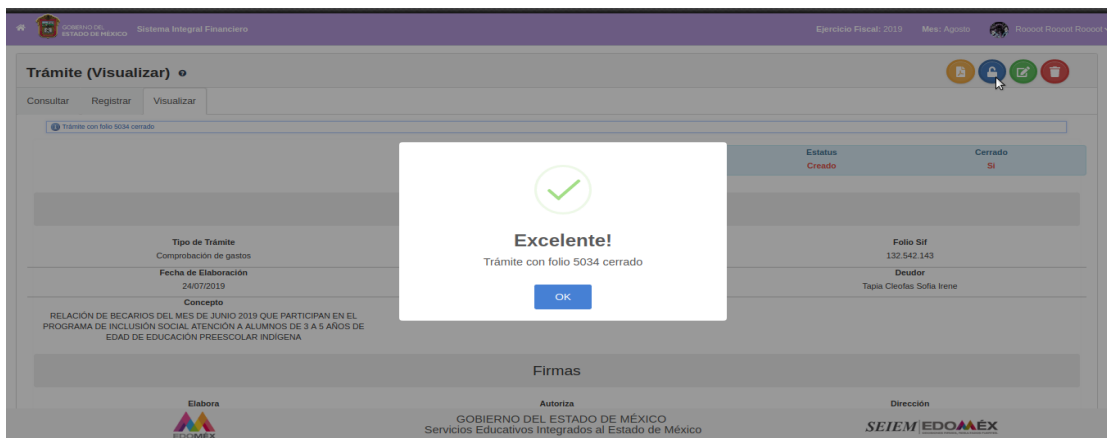 GOBIERNO DEL
ESTADO DE MÉXICO
Sistema Integral Financiero
Ejercicio Fiscal: 2019 Mes: Agosto Roooot Roooot Roooot
Trámite (Visualizar)
Consultar Registrar Visualizar
Trámite con folio 5034 cerrado
Estatus Cerrado
Creado Sí
Excelente!
Trámite con folio 5034 cerrado
OK
Tipo de Trámite Folio Sif
Comprobación de gastos 132.542.143
Fecha de Elaboración Deudor
24/07/2019 Tapia Cleofas Sofia Irene
Concepto
RELACIÓN DE BECARIOS DEL MES DE JUNIO 2019 QUE PARTICIPAN EN EL
PROGRAMA DE INCLUSIÓN SOCIAL ATENCIÓN A ALUMNOS DE 3 A 5 AÑOS DE
EDAD DE EDUCACIÓN PREESCOLAR INDÍGENA
Firmas
Elabora Autoriza Dirección
EDOMÉX
GOBIERNO DEL ESTADO DE MÉXICO
Servicios Educativos Integrados al Estado de México
SEIEM EDOMÉX